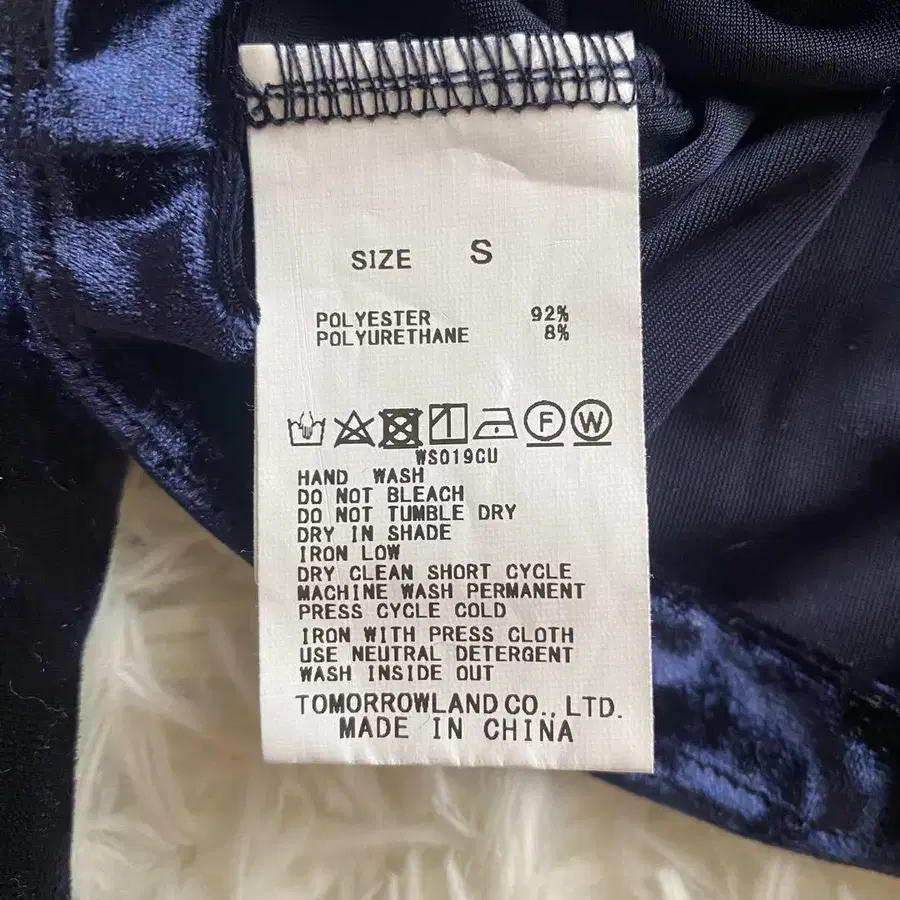 SIZE S
POLYESTER 92%
POLYURETHANE 8%
F W
WS019CU
HAND WASH
DO NOT BLEACH
DO NOT TUMBLE DRY
DRY IN SHADE
IRON LOW
DRY CLEAN SHORT CYCLE
MACHINE WASH PERMANENT
PRESS CYCLE COLD
IRON WITH PRESS CLOTH
USE NEUTRAL DETERGENT
WASH INSIDE OUT
TOMORROWLAND CO., LTD.
MADE IN CHINA